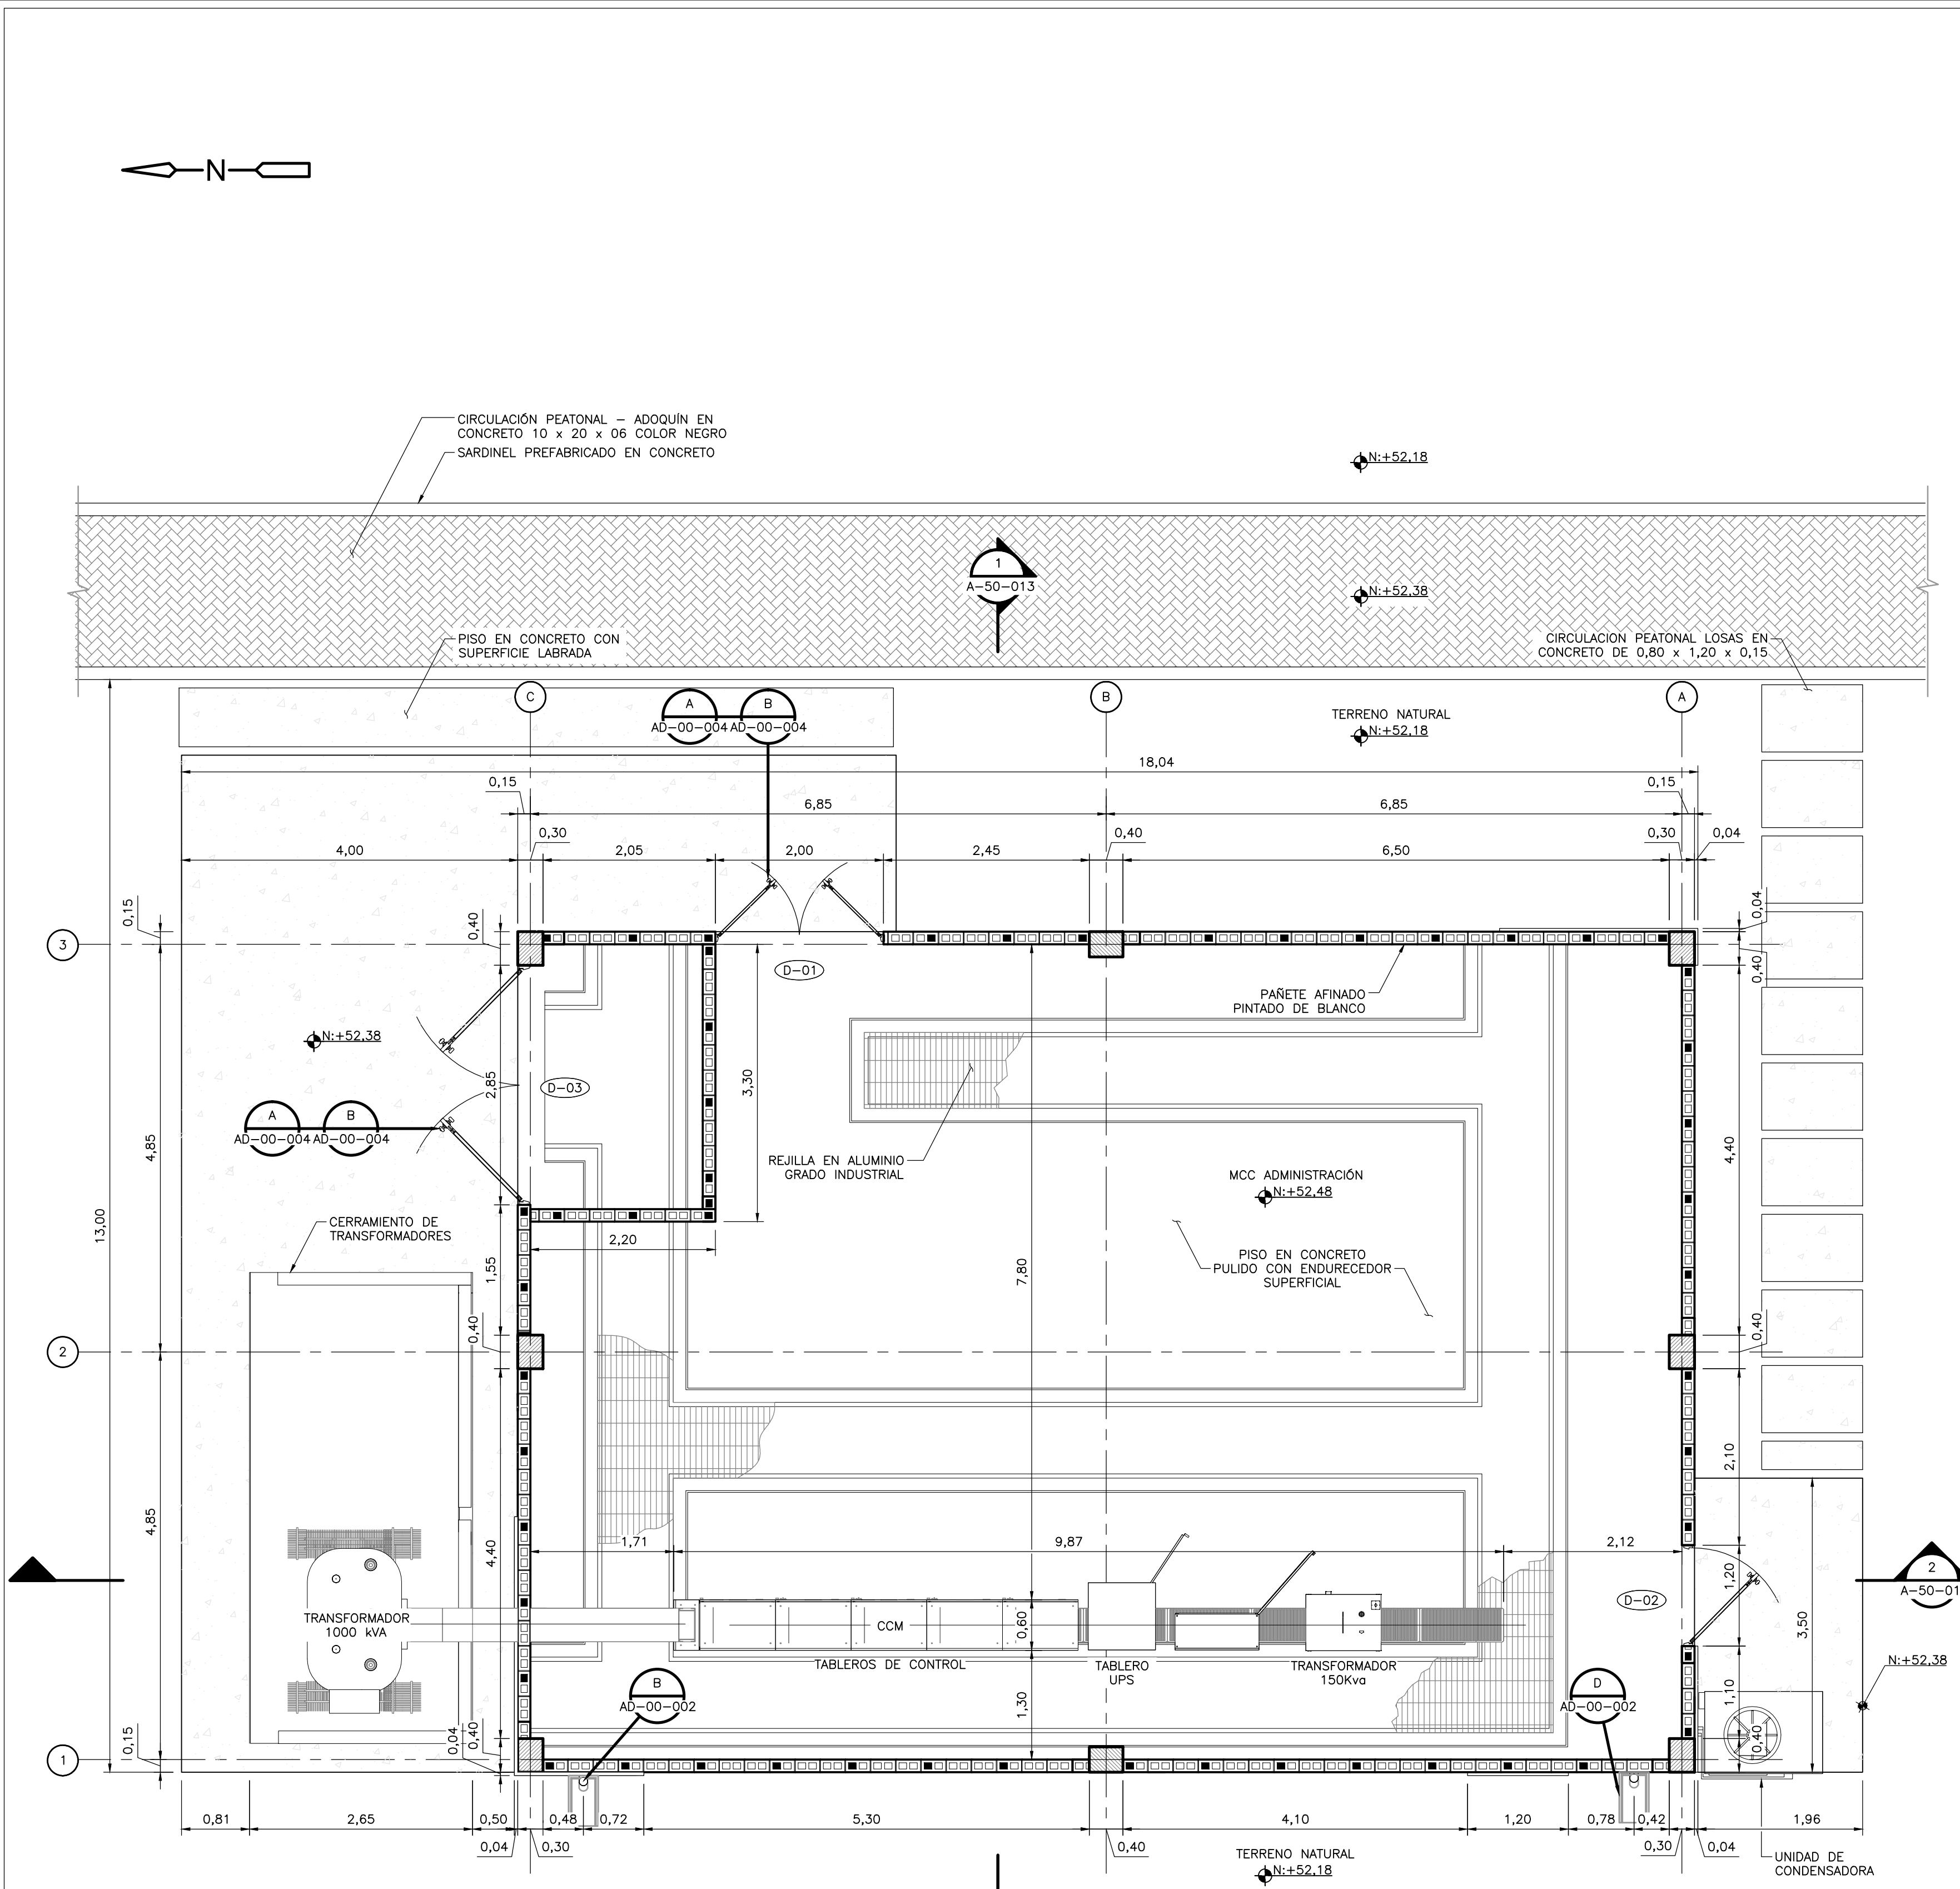 N
CIRCULACIÓN PEATONAL – ADOQUÍN EN
CONCRETO 10 x 20 x 06 COLOR NEGRO
SARDINEL PREFABRICADO EN CONCRETO
N:+52,18
1
A-50-013
N:+52,38
PISO EN CONCRETO CON
SUPERFICIE LABRADA
CIRCULACION PEATONAL LOSAS EN
CONCRETO DE 0,80 x 1,20 x 0,15
C
A
AD-00-004
B
AD-00-004
B
A
TERRENO NATURAL
N:+52,18
18,04
0,15
6,85
6,85
0,15
4,00
0,30
2,05
2,00
2,45
0,40
6,50
0,30
0,04
0,15
0,40
0,04
0,40
3
D-01
PAÑETE AFINADO
PINTADO DE BLANCO
N:+52,38
2,85
D-03
3,30
A
AD-00-004
B
AD-00-004
4,85
4,40
REJILLA EN ALUMINIO
GRADO INDUSTRIAL
MCC ADMINISTRACIÓN
N:+52,48
13,00
CERRAMIENTO DE
TRANSFORMADORES
2,20
1,55
7,80
PISO EN CONCRETO
PULIDO CON ENDURECEDOR
SUPERFICIAL
0,40
0,40
2
2,10
4,85
4,40
1,71
9,87
2,12
1,20
2
A-50-01
D-02
TRANSFORMADOR
1000 kVA
CCM
0,60
3,50
TABLEROS DE CONTROL
TABLERO
UPS
TRANSFORMADOR
150Kva
N:+52,38
B
AD-00-002
D
AD-00-002
1,30
1,10
0,15
0,04
0,40
0,40
1
0,81
2,65
0,50
0,48
0,72
5,30
4,10
1,20
0,78
0,42
1,96
0,04
0,30
0,40
0,30
0,04
TERRENO NATURAL
N:+52,18
UNIDAD DE
CONDENSADORA